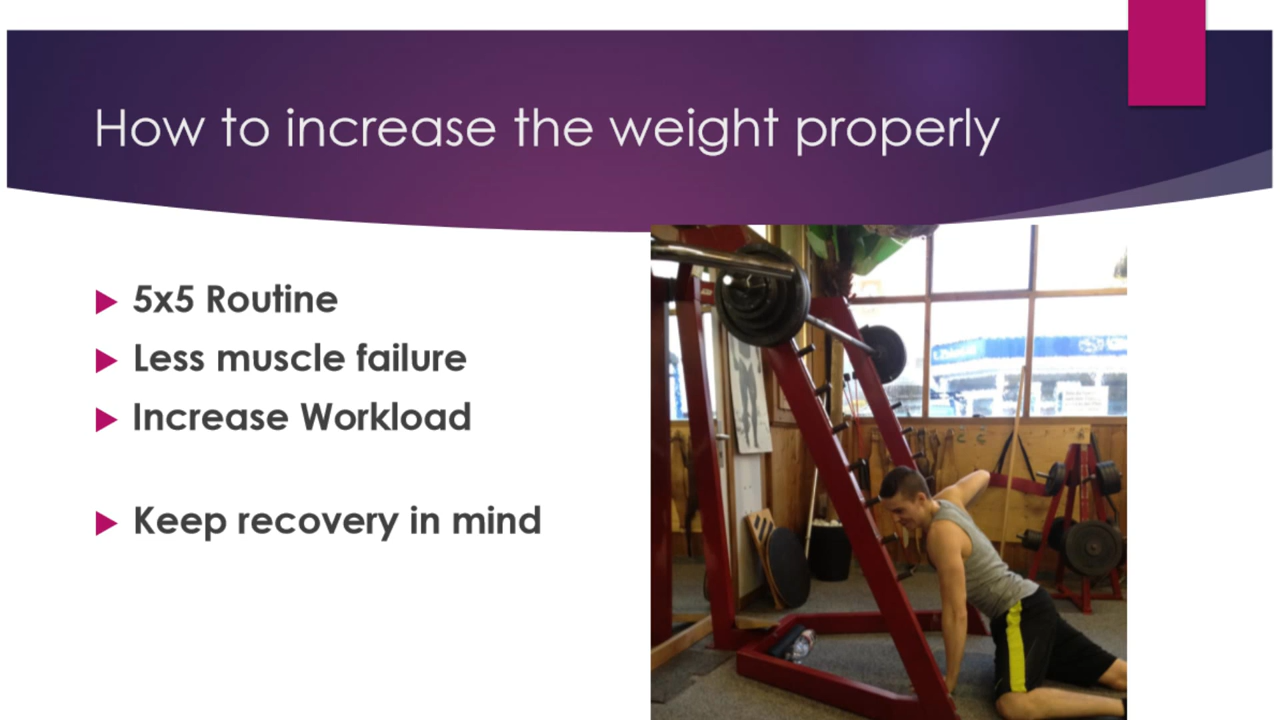 How to increase the weight properly
5x5 Routine
Less muscle failure
Increase Workload
Keep recovery in mind